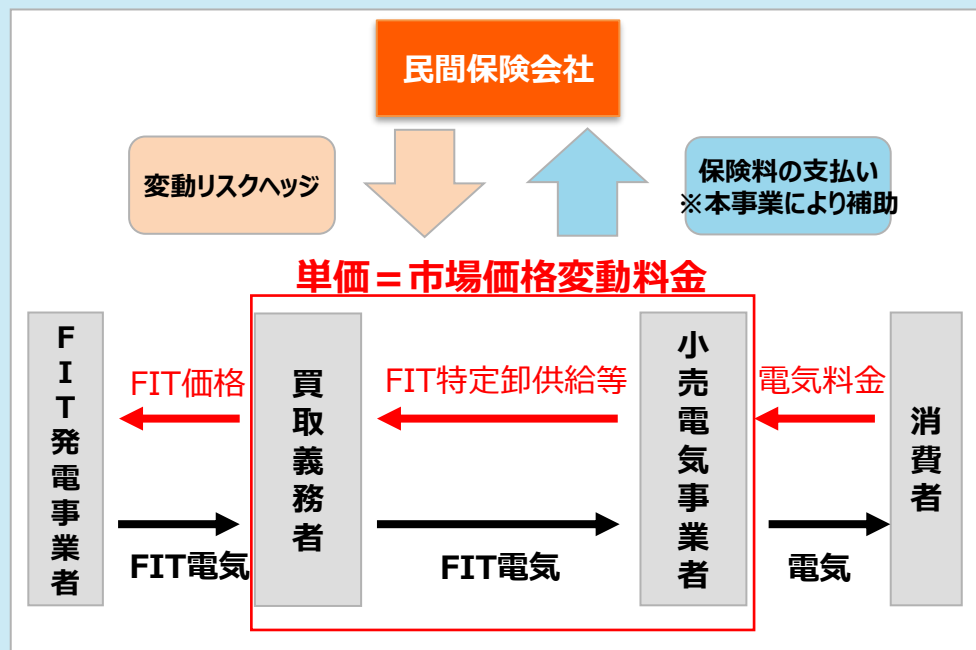 民間保険会社
変動リスクヘッジ
保険料の支払い
※本事業により補助
単価=市場価格変動料金
FIT発電事業者
FIT価格
買取義務者
FIT特定卸供給等
小売電気事業者
電気料金
消費者
FIT電気
FIT電気
電気